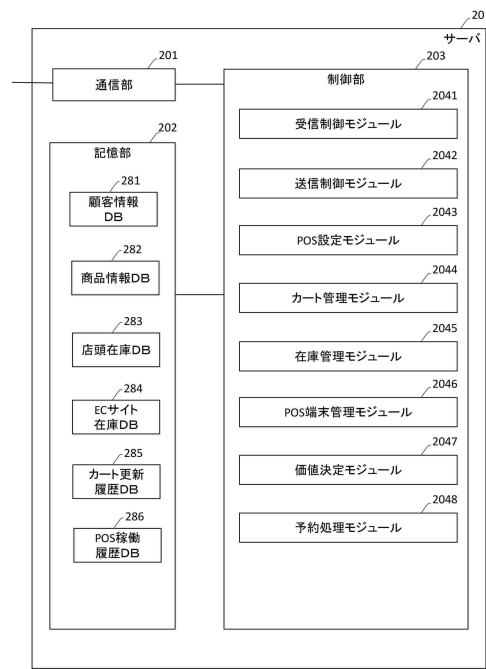 20
サーバ
201
通信部
202
記憶部
281
顧客情報
ＤＢ
282
商品情報ＤＢ
283
店頭在庫ＤＢ
284
ECサイト
在庫ＤＢ
285
カート更新
履歴ＤＢ
286
POS稼働
履歴ＤＢ
203
制御部
2041
受信制御モジュール
2042
送信制御モジュール
2043
POS設定モジュール
2044
カート管理モジュール
2045
在庫管理モジュール
2046
POS端末管理モジュール
2047
価値決定モジュール
2048
予約処理モジュール